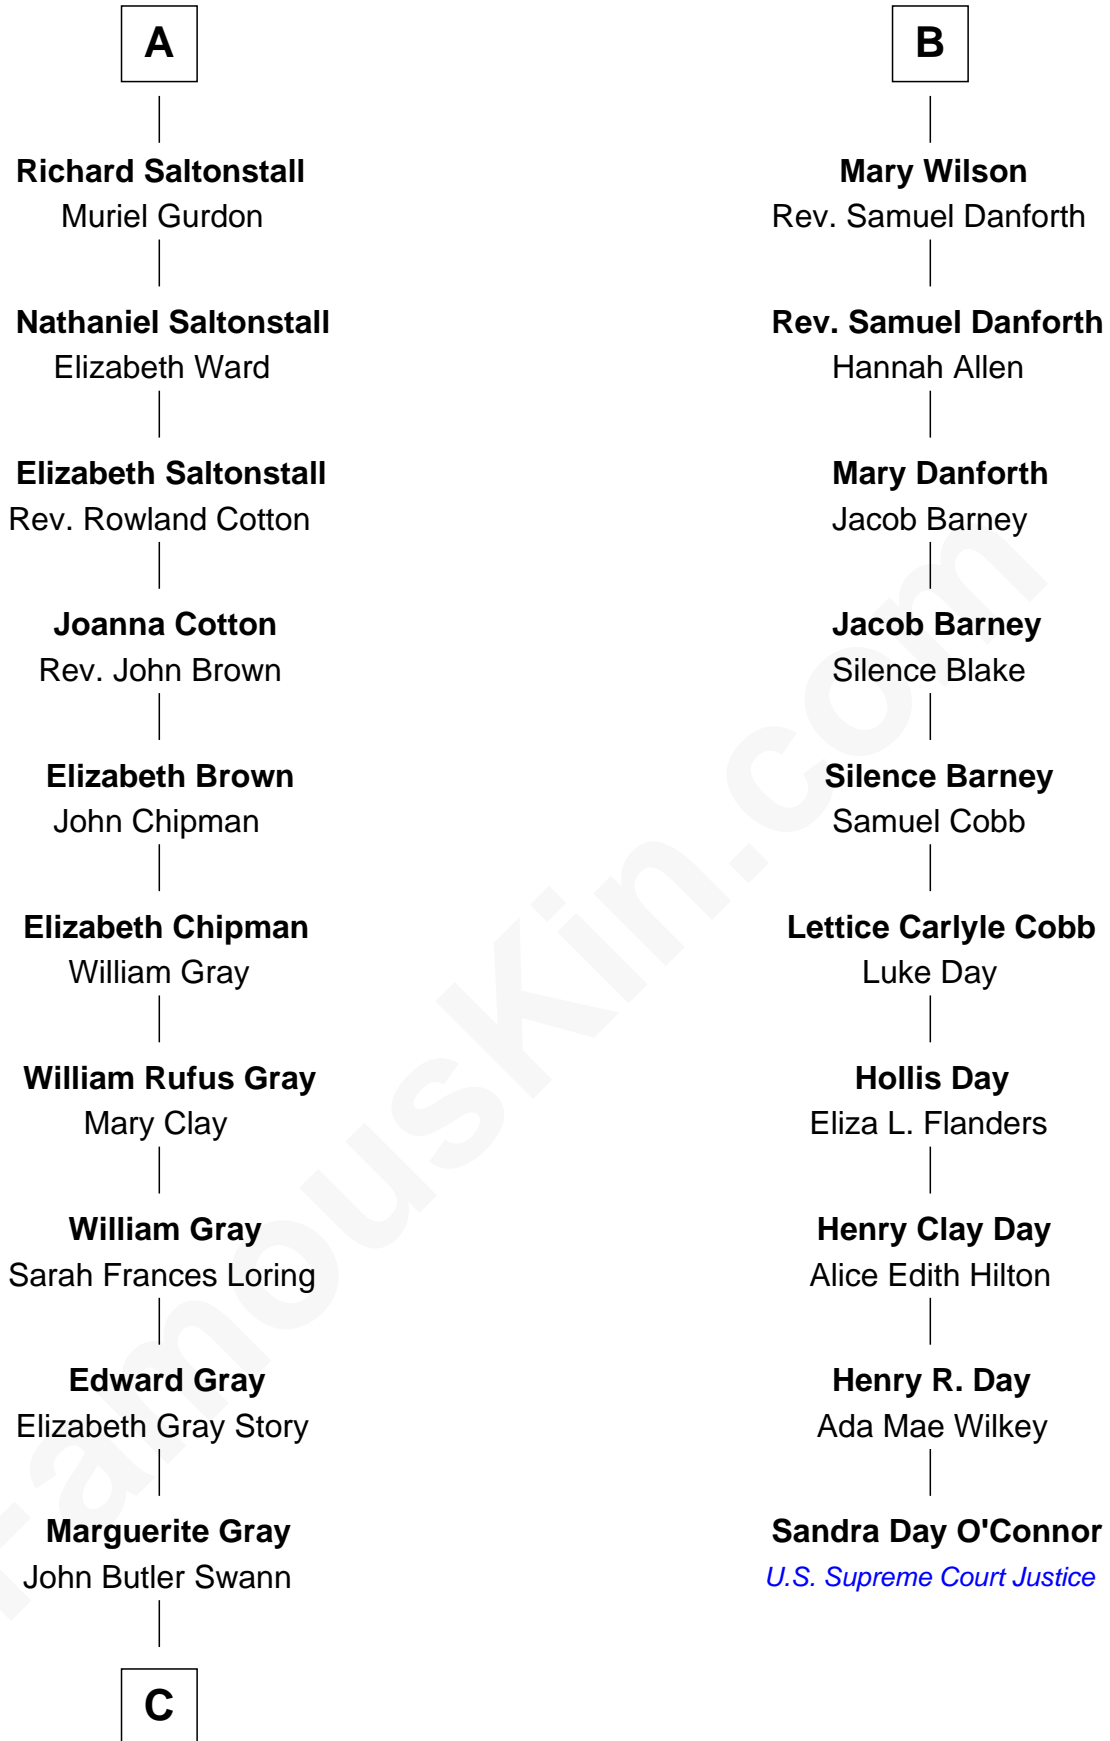 A
Richard Saltonstall
Muriel Gurdon
Nathaniel Saltonstall
Elizabeth Ward
Elizabeth Saltonstall
Rev. Rowland Cotton
Joanna Cotton
Rev. John Brown
Elizabeth Brown
John Chipman
Elizabeth Chipman
William Gray
William Rufus Gray
Mary Clay
William Gray
Sarah Frances Loring
Edward Gray
Elizabeth Gray Story
Marguerite Gray
John Butler Swann
C
B
Mary Wilson
Rev. Samuel Danforth
Rev. Samuel Danforth
Hannah Allen
Mary Danforth
Jacob Barney
Jacob Barney
Silence Blake
Silence Barney
Samuel Cobb
Lettice Carlyle Cobb
Luke Day
Hollis Day
Eliza L. Flanders
Henry Clay Day
Alice Edith Hilton
Henry R. Day
Ada Mae Wilkey
Sandra Day O'Connor
U.S. Supreme Court Justice
FamousKin.com